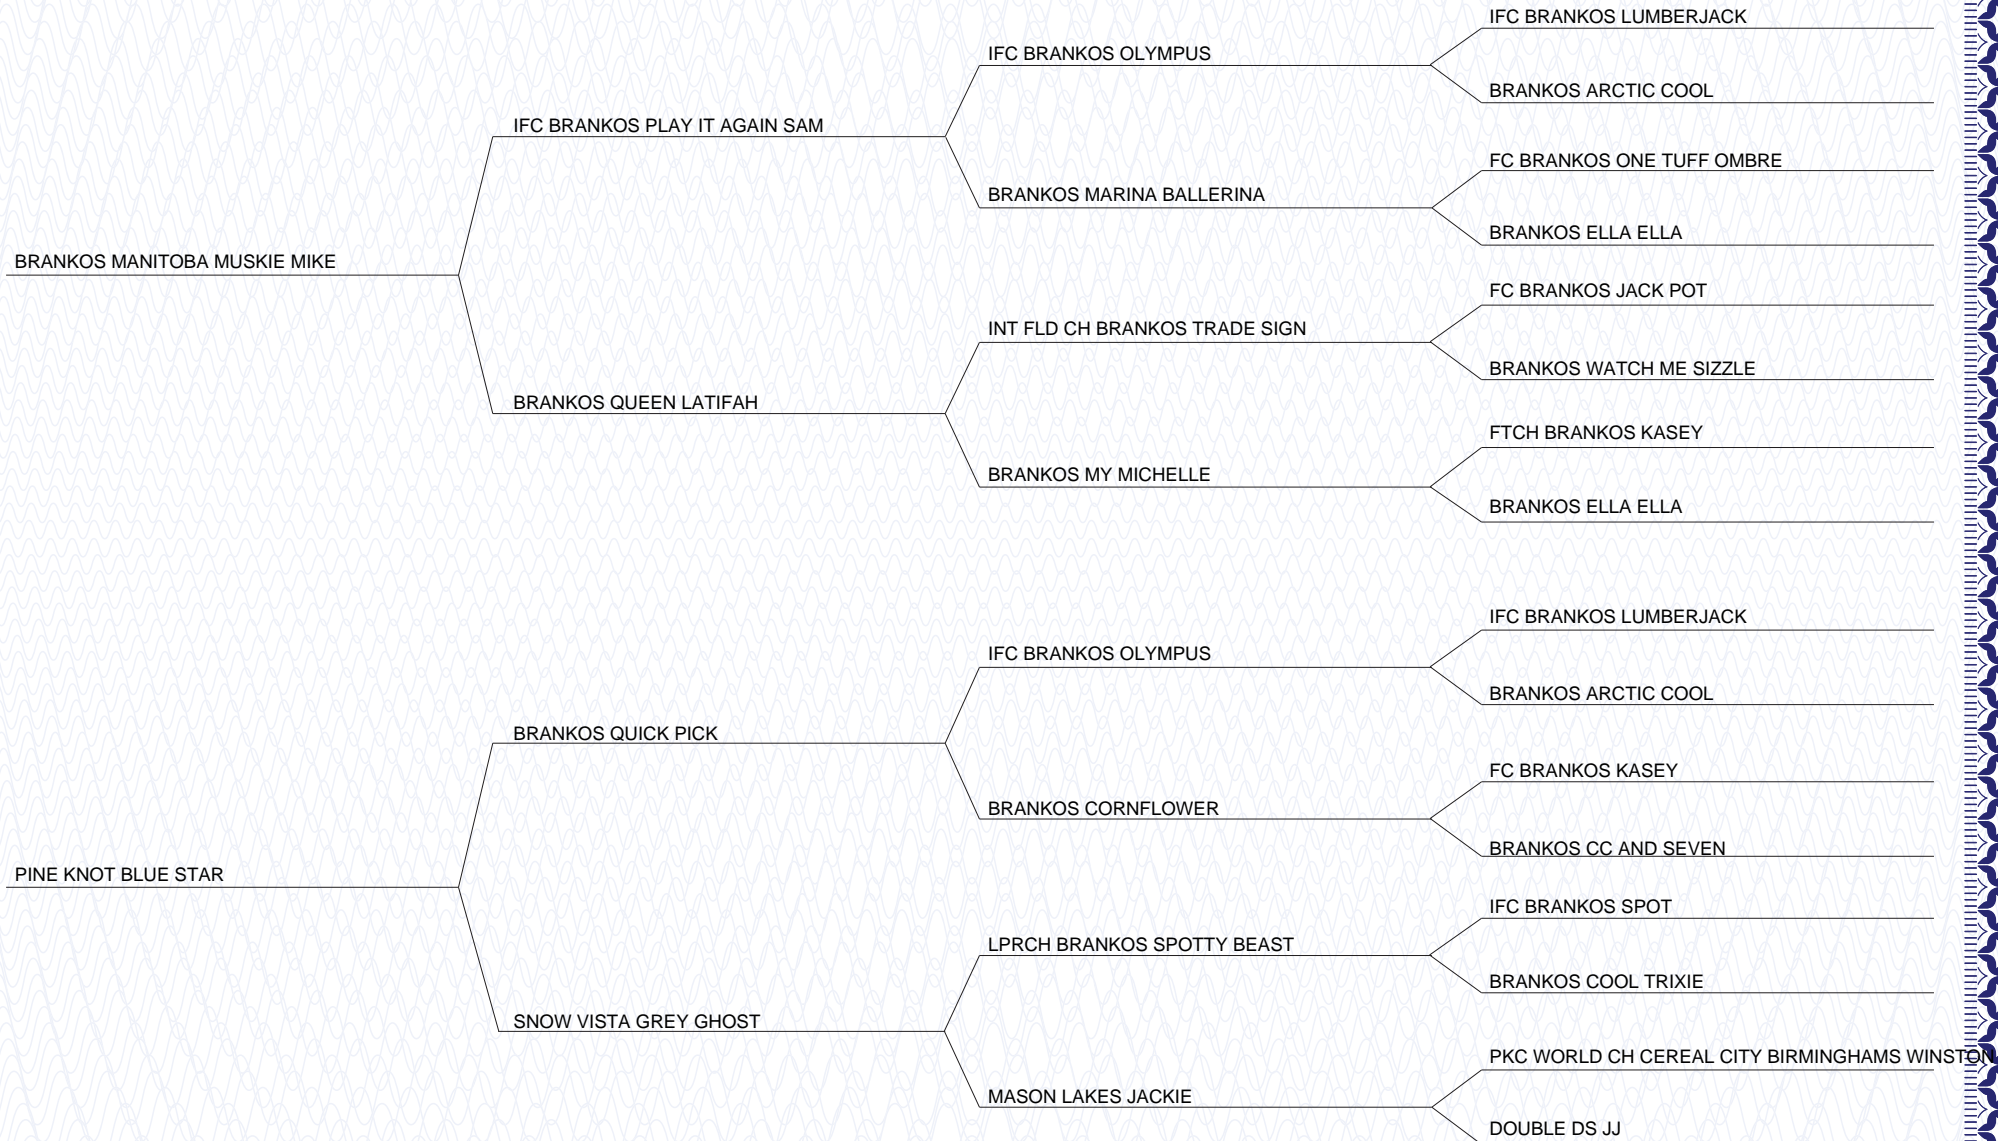 IFC BRANKOS LUMBERJACK
IFC BRANKOS OLYMPUS
BRANKOS ARCTIC COOL
IFC BRANKOS PLAY IT AGAIN SAM
FC BRANKOS ONE TUFF OMBRE
BRANKOS MARINA BALLERINA
BRANKOS ELLA ELLA
BRANKOS MANITOBA MUSKIE MIKE
FC BRANKOS JACK POT
INT FLD CH BRANKOS TRADE SIGN
BRANKOS WATCH ME SIZZLE
BRANKOS QUEEN LATIFAH
FTCH BRANKOS KASEY
BRANKOS MY MICHELLE
BRANKOS ELLA ELLA
IFC BRANKOS LUMBERJACK
IFC BRANKOS OLYMPUS
BRANKOS ARCTIC COOL
BRANKOS QUICK PICK
FC BRANKOS KASEY
BRANKOS CORNFLOWER
BRANKOS CC AND SEVEN
PINE KNOT BLUE STAR
IFC BRANKOS SPOT
LPRCH BRANKOS SPOTTY BEAST
BRANKOS COOL TRIXIE
SNOW VISTA GREY GHOST
PKC WORLD CH CEREAL CITY BIRMINGHAMS WINSTON
MASON LAKES JACKIE
DOUBLE DS JJ